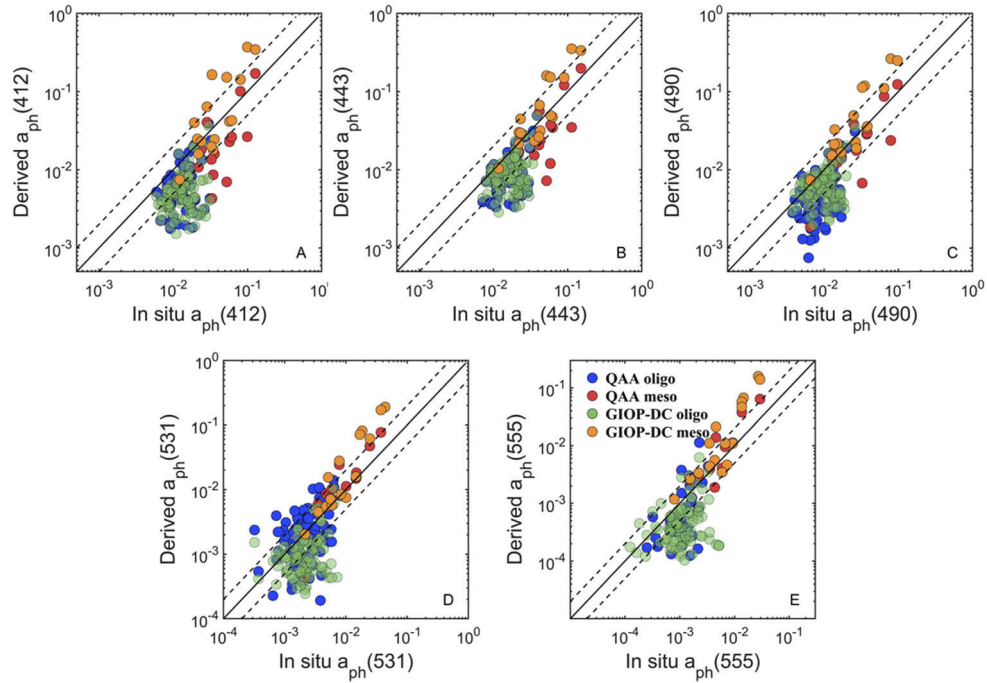 10⁰
10⁻¹
10⁻²
10⁻³
Derived a_ph(412)
A
10⁻³ 10⁻² 10⁻¹
In situ a_ph(412)
10⁰
10⁻¹
10⁻²
10⁻³
Derived a_ph(443)
B
10⁻³ 10⁻² 10⁻¹ 10⁰
In situ a_ph(443)
10⁰
10⁻¹
10⁻²
10⁻³
Derived a_ph(490)
C
10⁻³ 10⁻² 10⁻¹ 10⁰
In situ a_ph(490)
10⁰
10⁻¹
10⁻²
10⁻³
10⁻⁴
Derived a_ph(531)
D
10⁻⁴ 10⁻³ 10⁻² 10⁻¹ 10⁰
In situ a_ph(531)
10⁻¹
10⁻²
10⁻³
10⁻⁴
Derived a_ph(555)
QAA oligo
QAA meso
GIOP-DC oligo
GIOP-DC meso
E
10⁻⁴ 10⁻³ 10⁻² 10⁻¹
In situ a_ph(555)